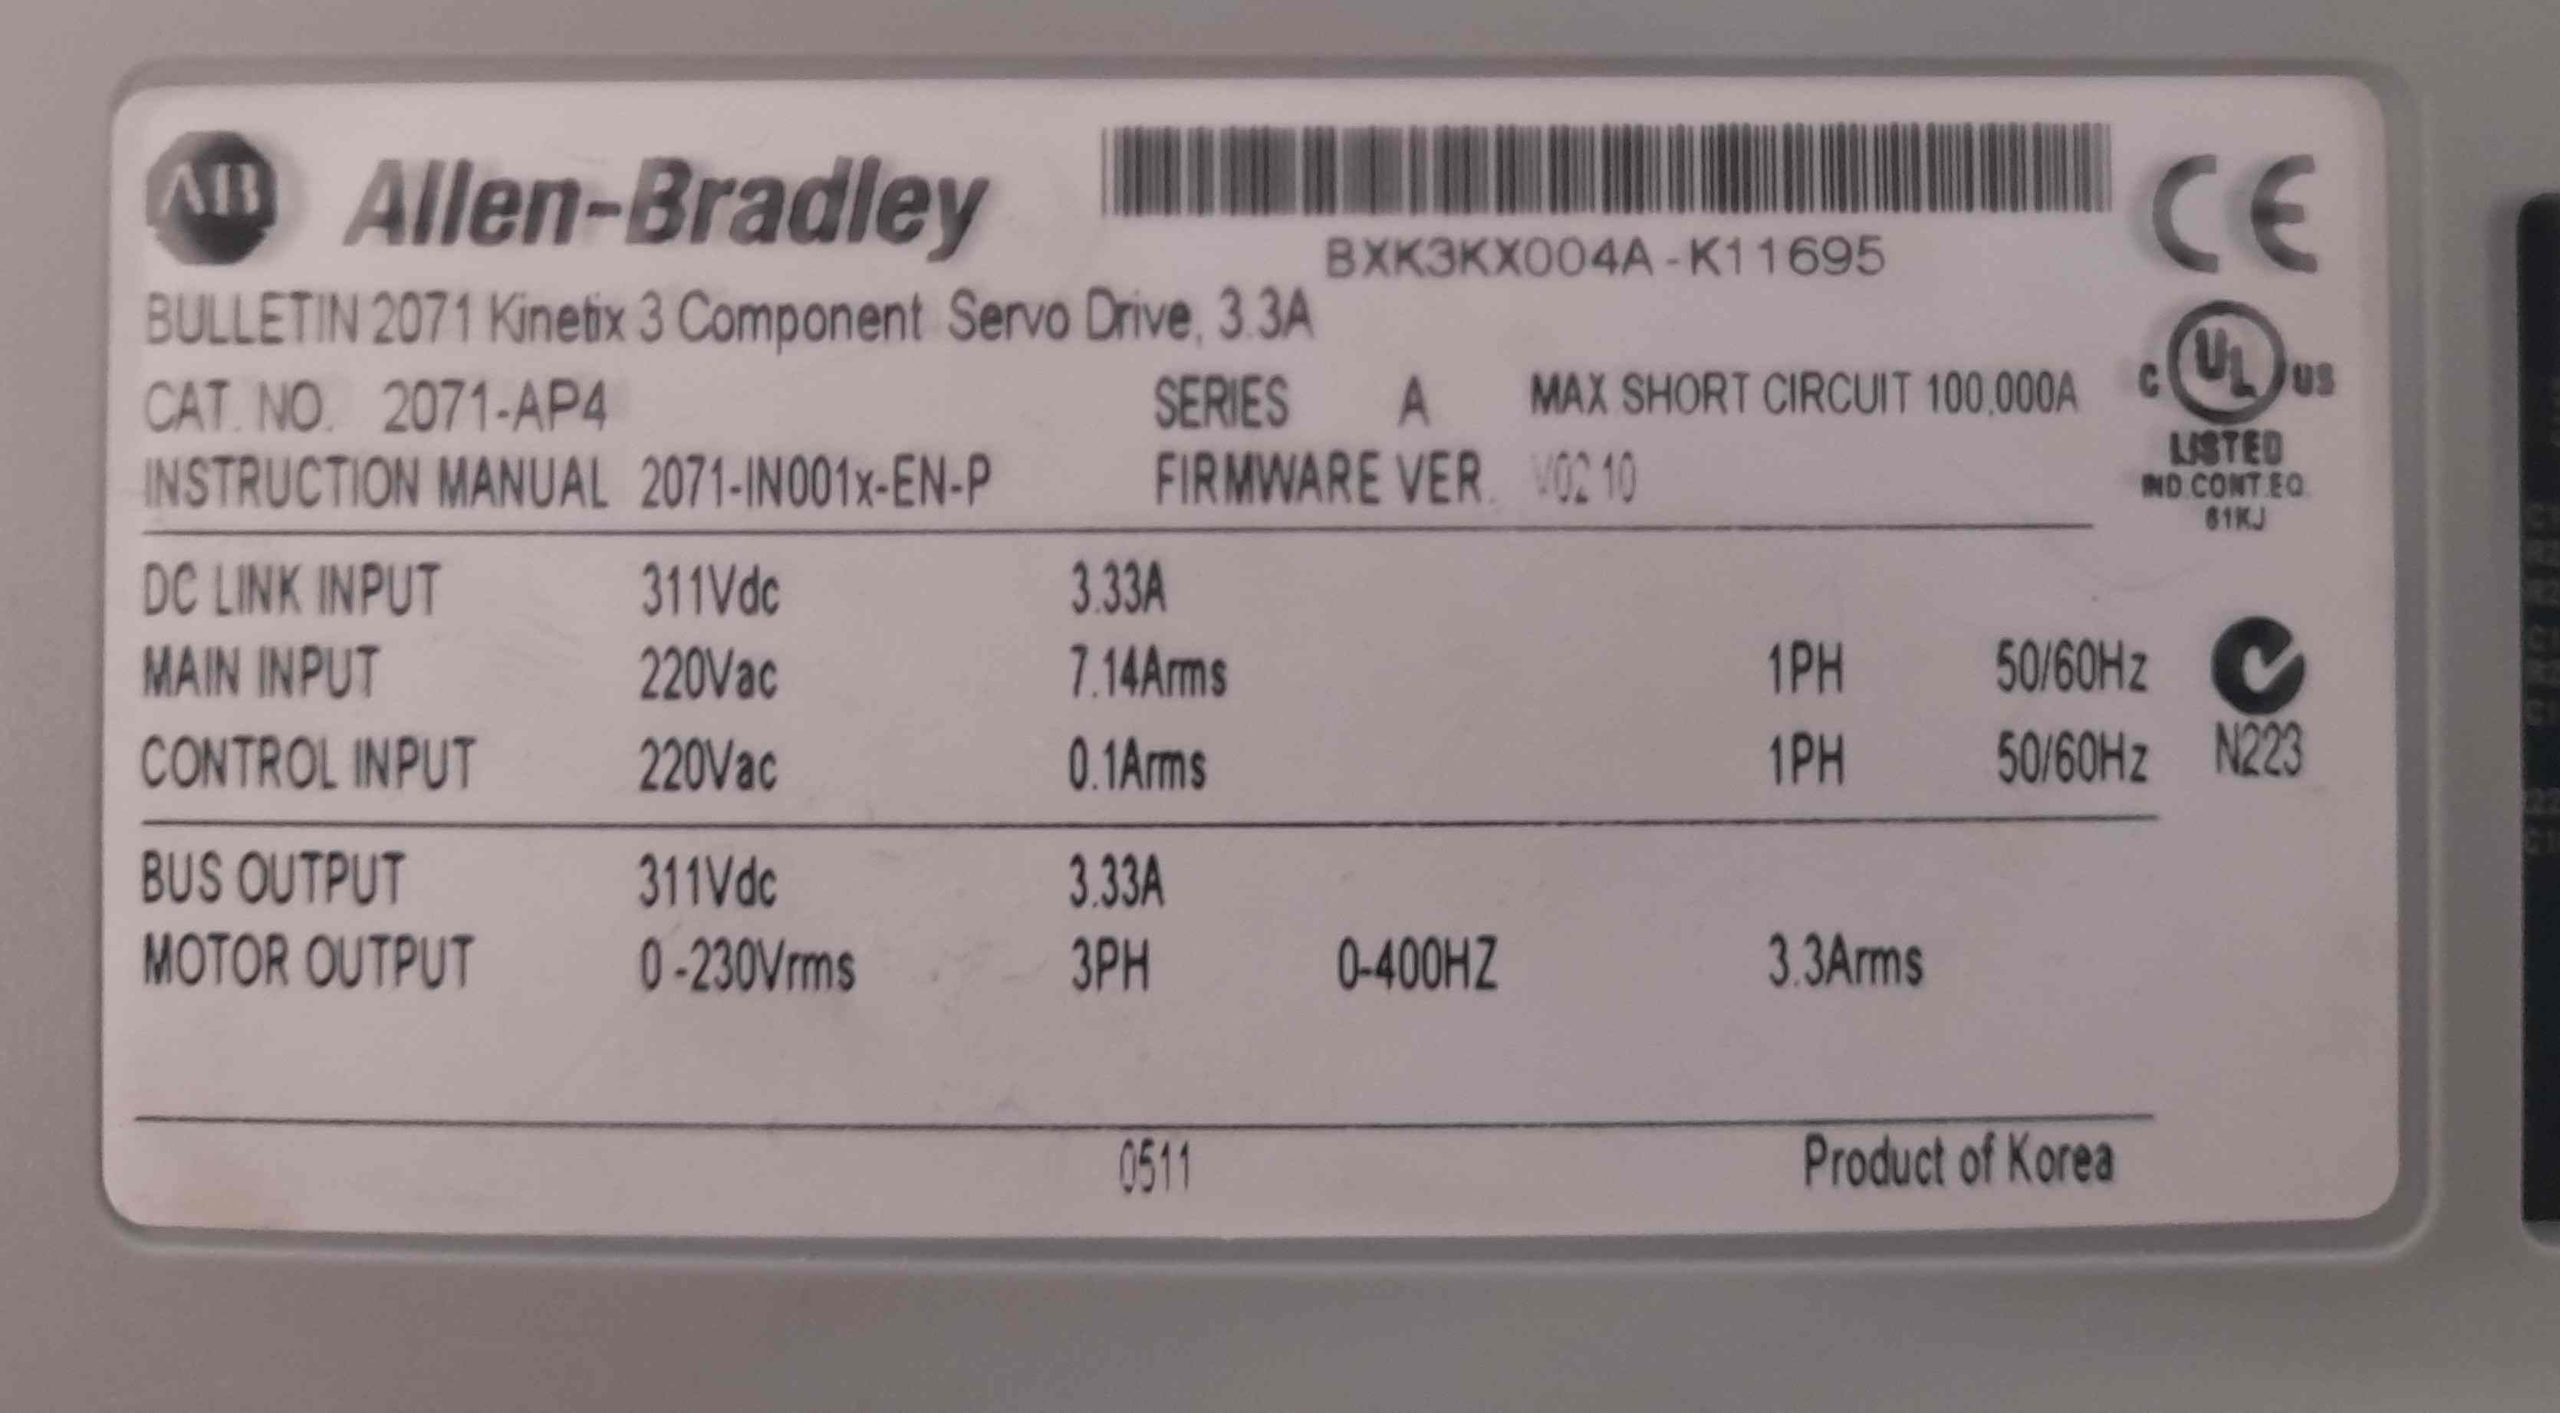 AB Allen-Bradley
BXK3KX004A-K11695
CE
BULLETIN 2071 Kinetix 3 Component Servo Drive, 3.3A
CAT. NO. 2071-AP4 SERIES A MAX SHORT CIRCUIT 100,000A
C UL US
LISTED
IND.CONT.EQ.
61KJ
INSTRUCTION MANUAL 2071-IN001x-EN-P FIRMWARE VER. V02.10
DC LINK INPUT 311Vdc 3.33A
MAIN INPUT 220Vac 7.14Arms 1PH 50/60Hz
CONTROL INPUT 220Vac 0.1Arms 1PH 50/60Hz
N223
BUS OUTPUT 311Vdc 3.33A
MOTOR OUTPUT 0-230Vrms 3PH 0-400HZ 3.3Arms
0511 Product of Korea